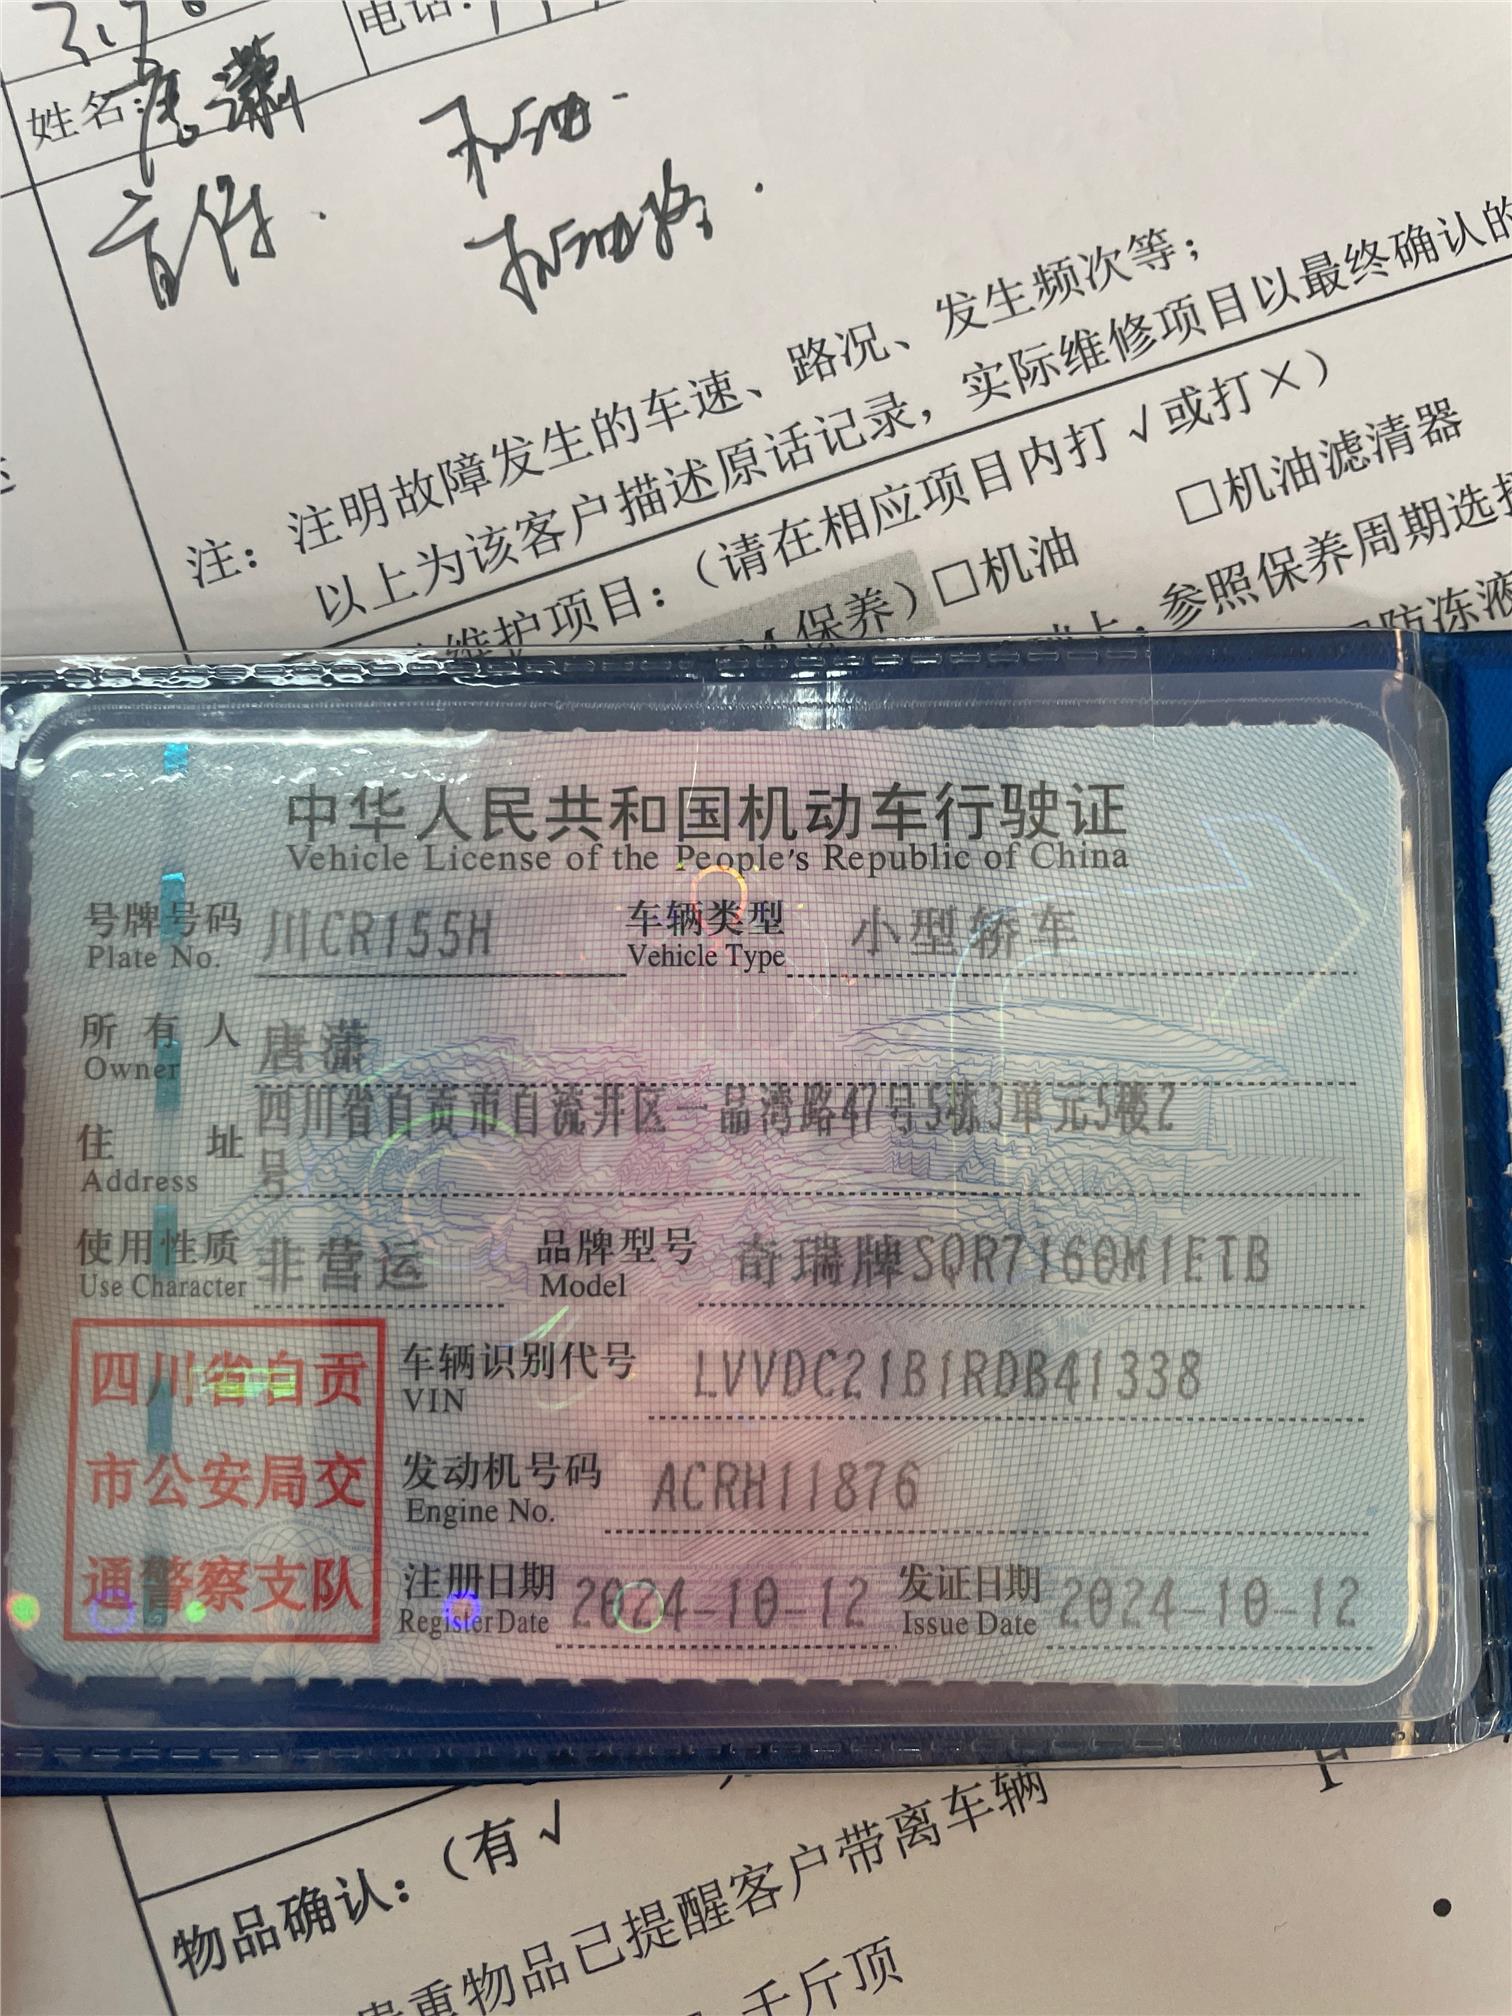 电话:
姓名: 唐潇
首保. 机油.
机油格.
注: 注明故障发生的车速、路况、发生频次等;
以上为该客户描述原话记录,实际维修项目以最终确认的
维护项目:(请在相应项目内打√或打×)
保养)□机油 □机油滤清器
参照保养周期选择
防冻液
中华人民共和国机动车行驶证
Vehicle License of the People's Republic of China
号牌号码 川CR155H 车辆类型 小型轿车
Plate No. Vehicle Type
所有人 唐潇
Owner
四川省自贡市自流井区一品湾路47号5栋3单元5楼2
住址
号
Address
使用性质 非营运 品牌型号 奇瑞牌SQR7160M1ETB
Use Character Model
四川省自贡 车辆识别代号 LVVDC21B1RDB41338
VIN
市公安局交 发动机号码 ACRH11876
Engine No.
通警察支队 注册日期 2024-10-12 发证日期 2024-10-12
Register Date Issue Date
物品确认:(有√
贵重物品已提醒客户带离车辆
千斤顶